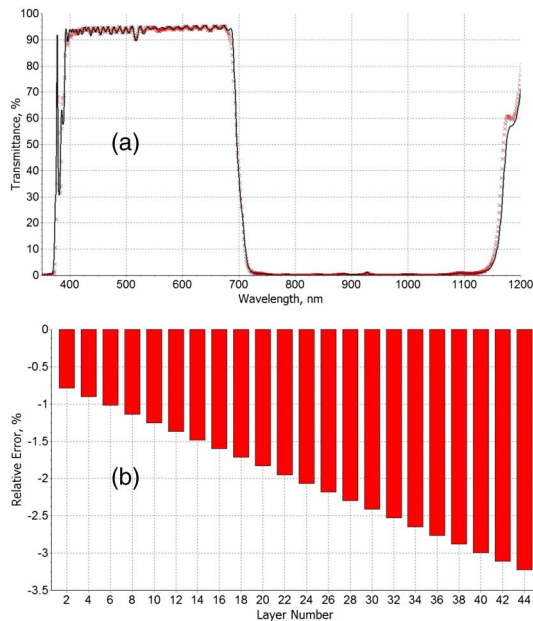 100
90
80
70
60
50
40
30
20
10
0
Transmittance, %
(a)
400 500 600 700 800 900 1000 1100 1200
Wavelength, nm
0
-0.5
-1
-1.5
-2
-2.5
-3
-3.5
Relative Error, %
(b)
2 4 6 8 10 12 14 16 18 20 22 24 26 28 30 32 34 36 38 40 42 44
Layer Number